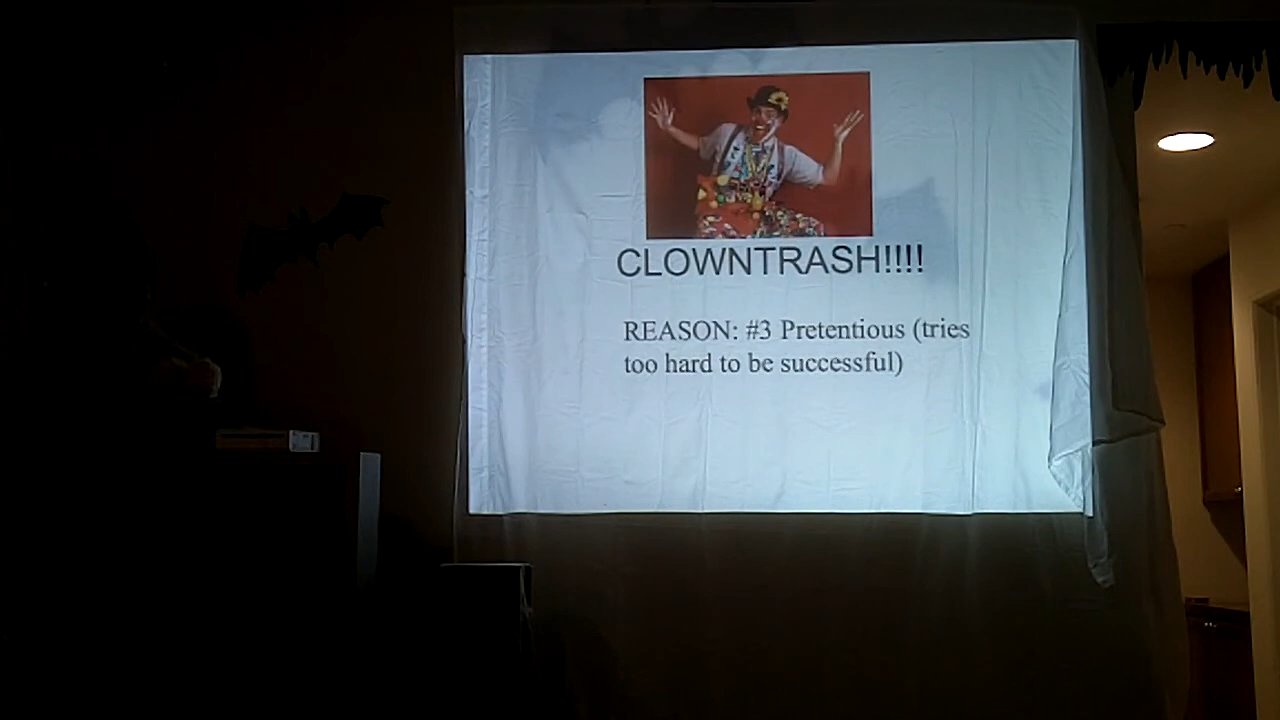 CLOWNTRASH!!!!
REASON: #3 Pretentious (tries
too hard to be successful)